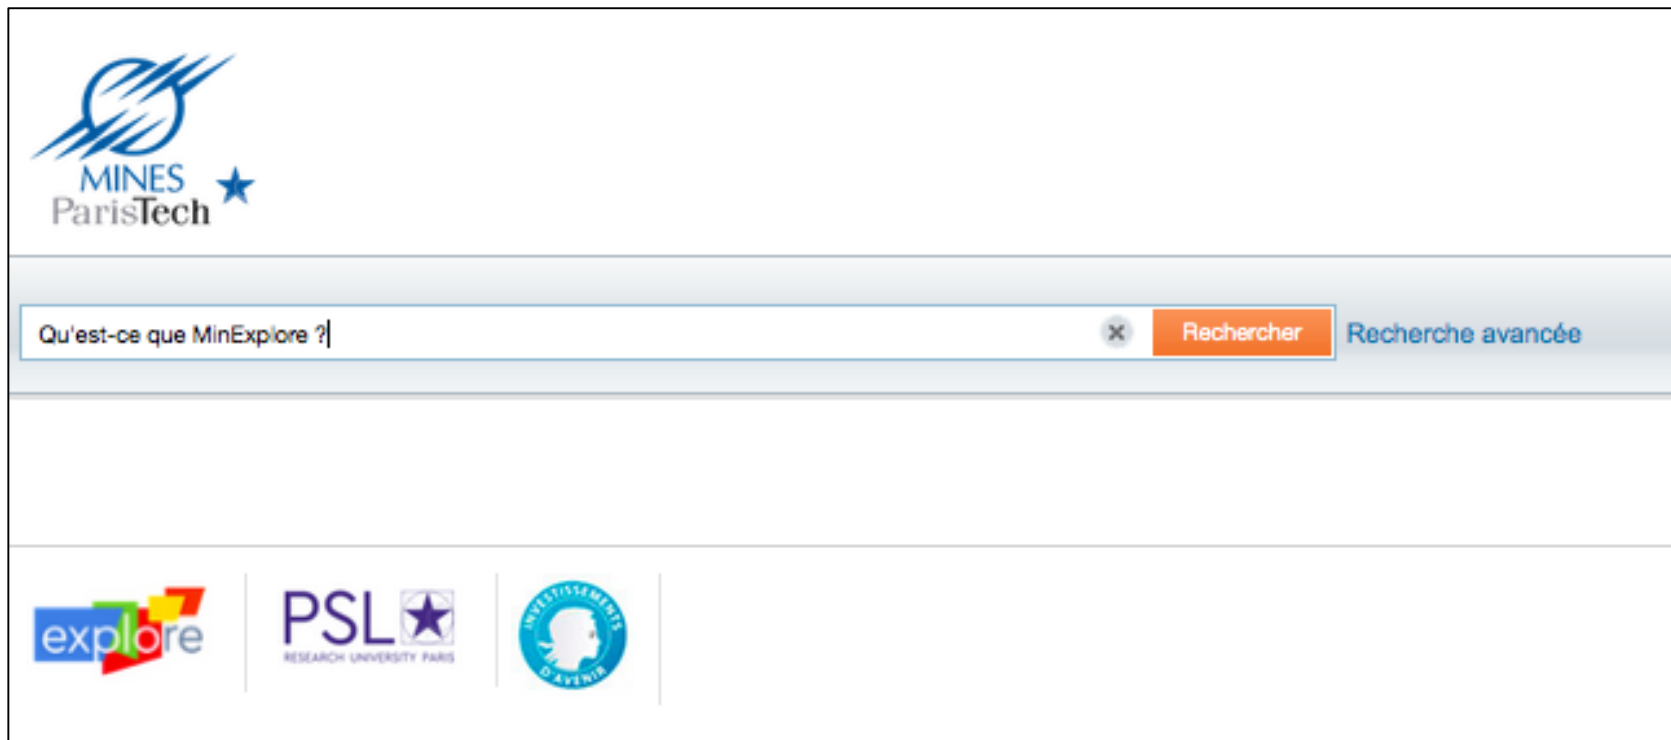 MINES
ParisTech
Qu'est-ce que MinExplore ?
Rechercher
Recherche avancée
explore
PSL
RESEARCH UNIVERSITY PARIS
INVESTISSEMENTS
D'AVENIR